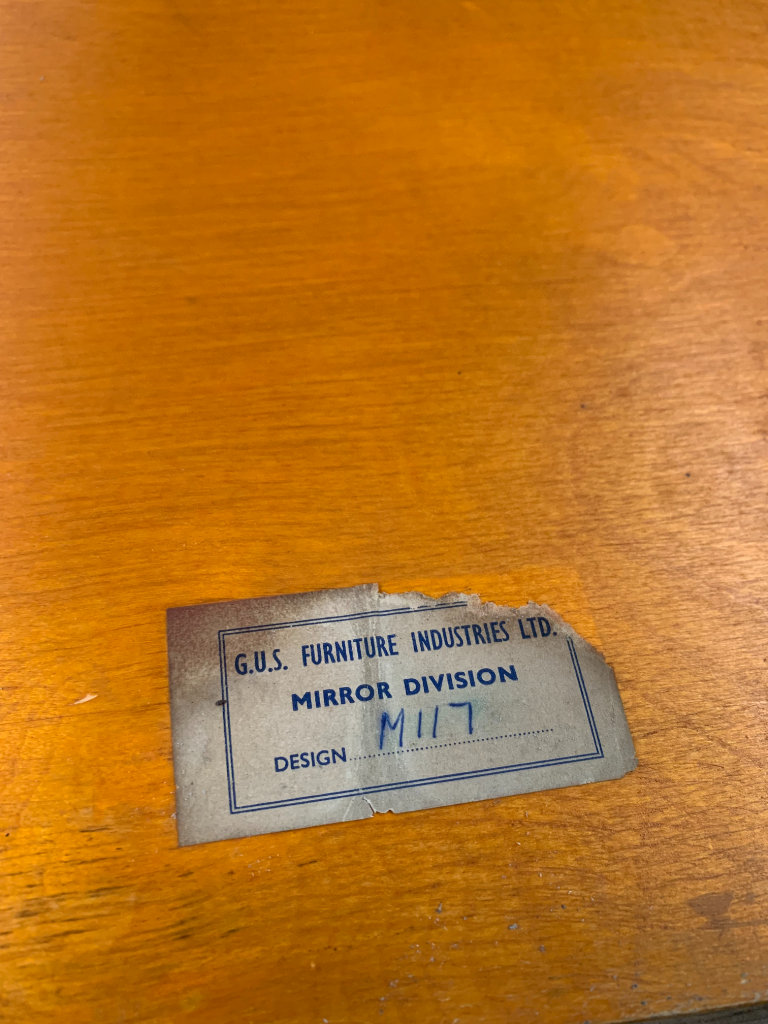 G.U.S. FURNITURE INDUSTRIES LTD.
MIRROR DIVISION
DESIGN M117